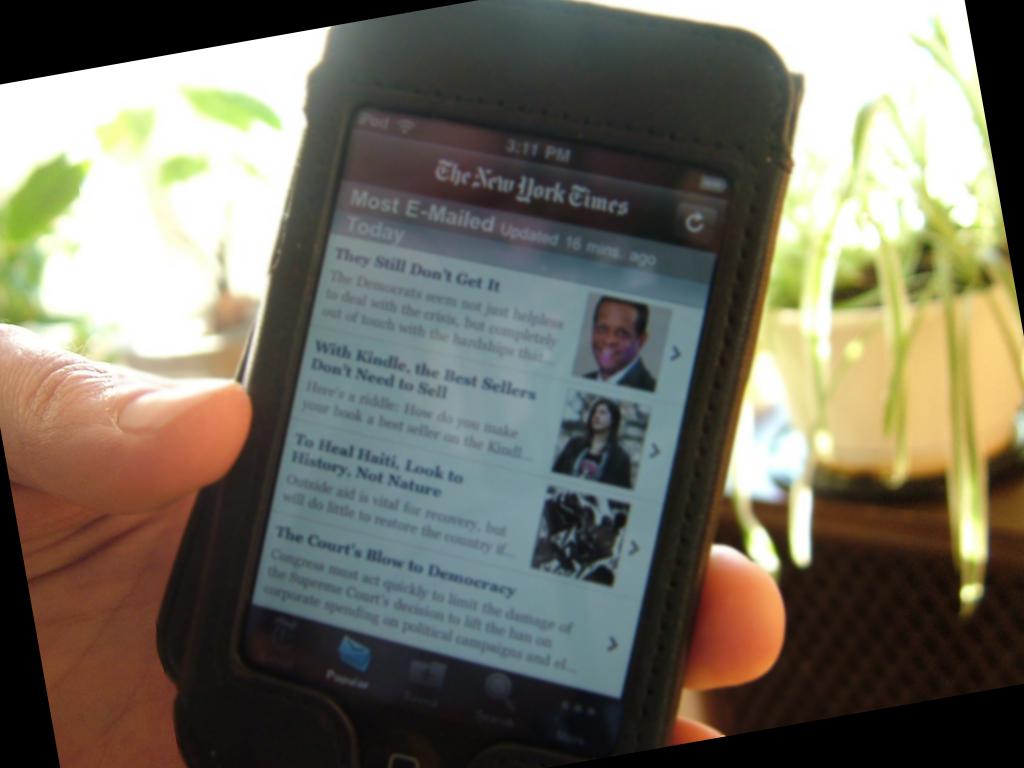 iPod
3:11 PM
The New York Times
Most E-Mailed Updated 16 mins. ago
Today
They Still Don't Get It
The Democrats seem not just helpless
to deal with the crisis, but completely
out of touch with the hardships that...
With Kindle, the Best Sellers
Don't Need to Sell
Here's a riddle: How do you make
your book a best seller on the Kindl...
To Heal Haiti, Look to
History, Not Nature
Outside aid is vital for recovery, but
will do little to restore the country if...
The Court's Blow to Democracy
Congress must act quickly to limit the damage of
the Supreme Court's decision to lift the ban on
corporate spending on political campaigns and el...
Popular
Saved
Search
More